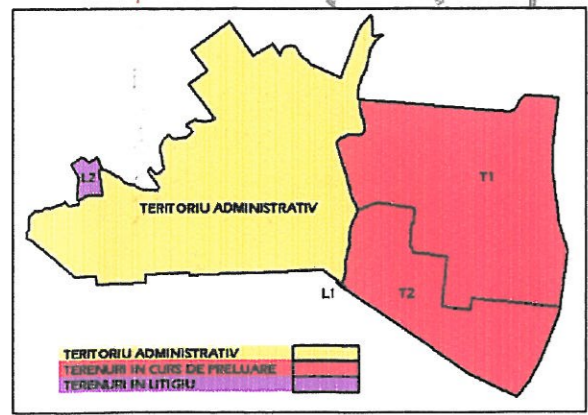 L2
T1
TERITORIU ADMINISTRATIV
T2
L1
TERITORIU ADMINISTRATIV
TERENURI IN CURS DE PRELUARE
TERENURI IN LITIGIU